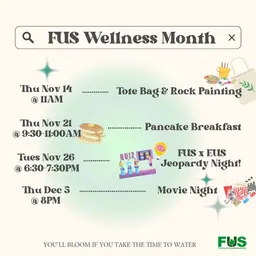 FUS Wellness Month
Thu Nov 14
@ 11AM
Tote Bag & Rock Painting
Thu Nov 21
@ 9:30-11:00AM
Pancake Breakfast
Tues Nov 26
@ 6:30-7:30PM
QUIZ
FUS x EUS
Jeopardy Night!
Thu Dec 5
@ 8PM
Movie Night
YOU'LL BLOOM IF YOU TAKE THE TIME TO WATER
FUS